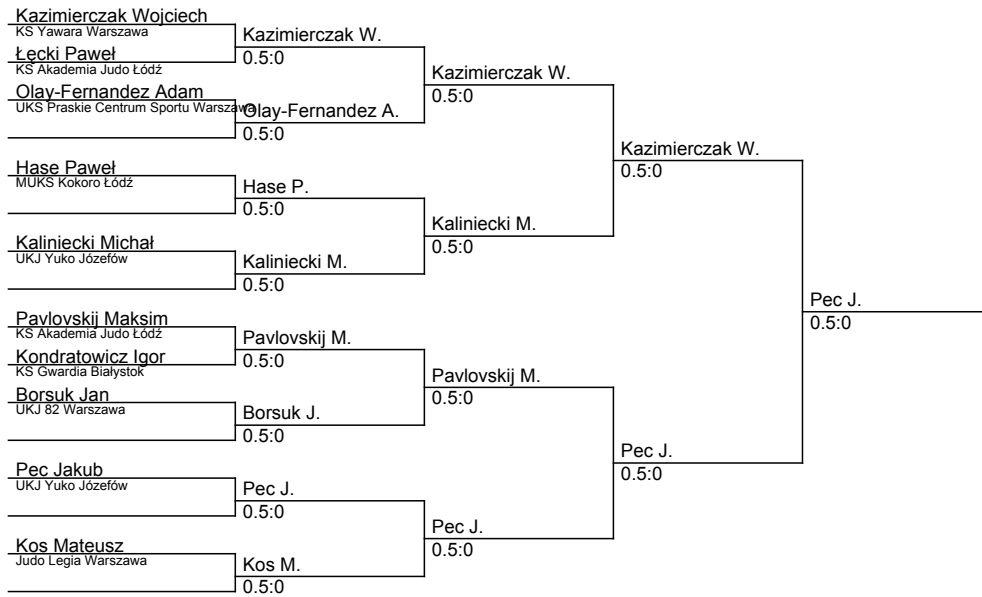 Kazimierczak Wojciech
KS Yawara Warszawa
Kazimierczak W.
0.5:0
Łęcki Paweł
KS Akademia Judo Łódź
Kazimierczak W.
0.5:0
Olay-Fernandez Adam
UKS Praskie Centrum Sportu Warszawa
Olay-Fernandez A.
0.5:0
Kazimierczak W.
0.5:0
Hase Paweł
MUKS Kokoro Łódź
Hase P.
0.5:0
Kaliniecki M.
0.5:0
Kaliniecki Michał
UKJ Yuko Józefów
Kaliniecki M.
0.5:0
Pec J.
0.5:0
Pavlovskij Maksim
KS Akademia Judo Łódź
Pavlovskij M.
0.5:0
Kondratowicz Igor
KS Gwardia Białystok
Pavlovskij M.
0.5:0
Borsuk Jan
UKJ 82 Warszawa
Borsuk J.
0.5:0
Pec J.
0.5:0
Pec Jakub
UKJ Yuko Józefów
Pec J.
0.5:0
Pec J.
0.5:0
Kos Mateusz
Judo Legia Warszawa
Kos M.
0.5:0